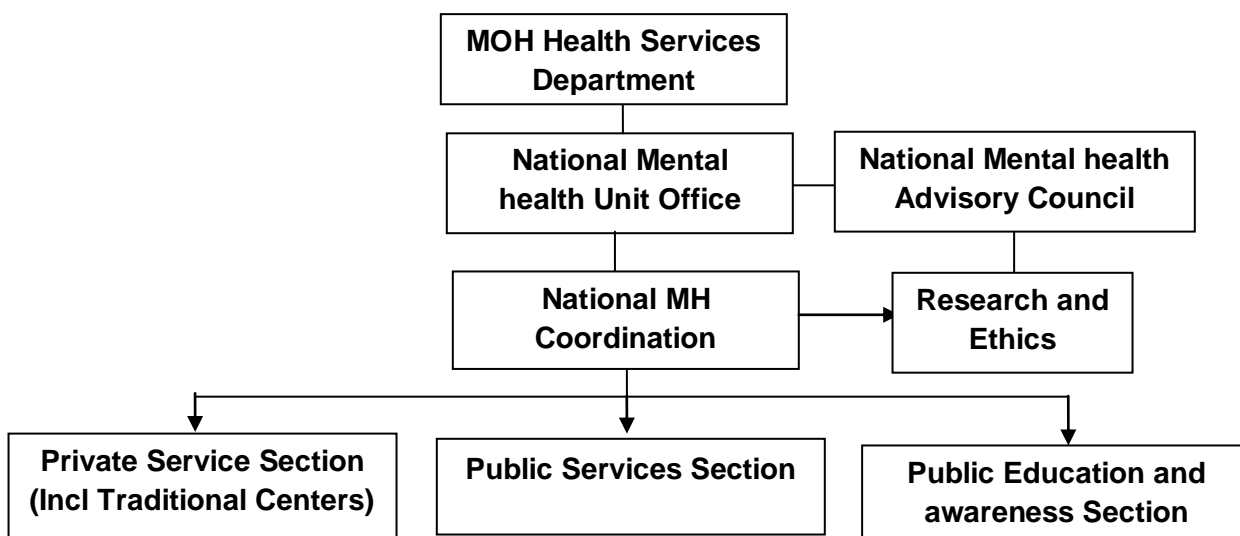 MOH Health Services
Department
National Mental
health Unit Office
National Mental health
Advisory Council
National MH
Coordination
Research and
Ethics
Private Service Section
(Incl Traditional Centers)
Public Services Section
Public Education and
awareness Section